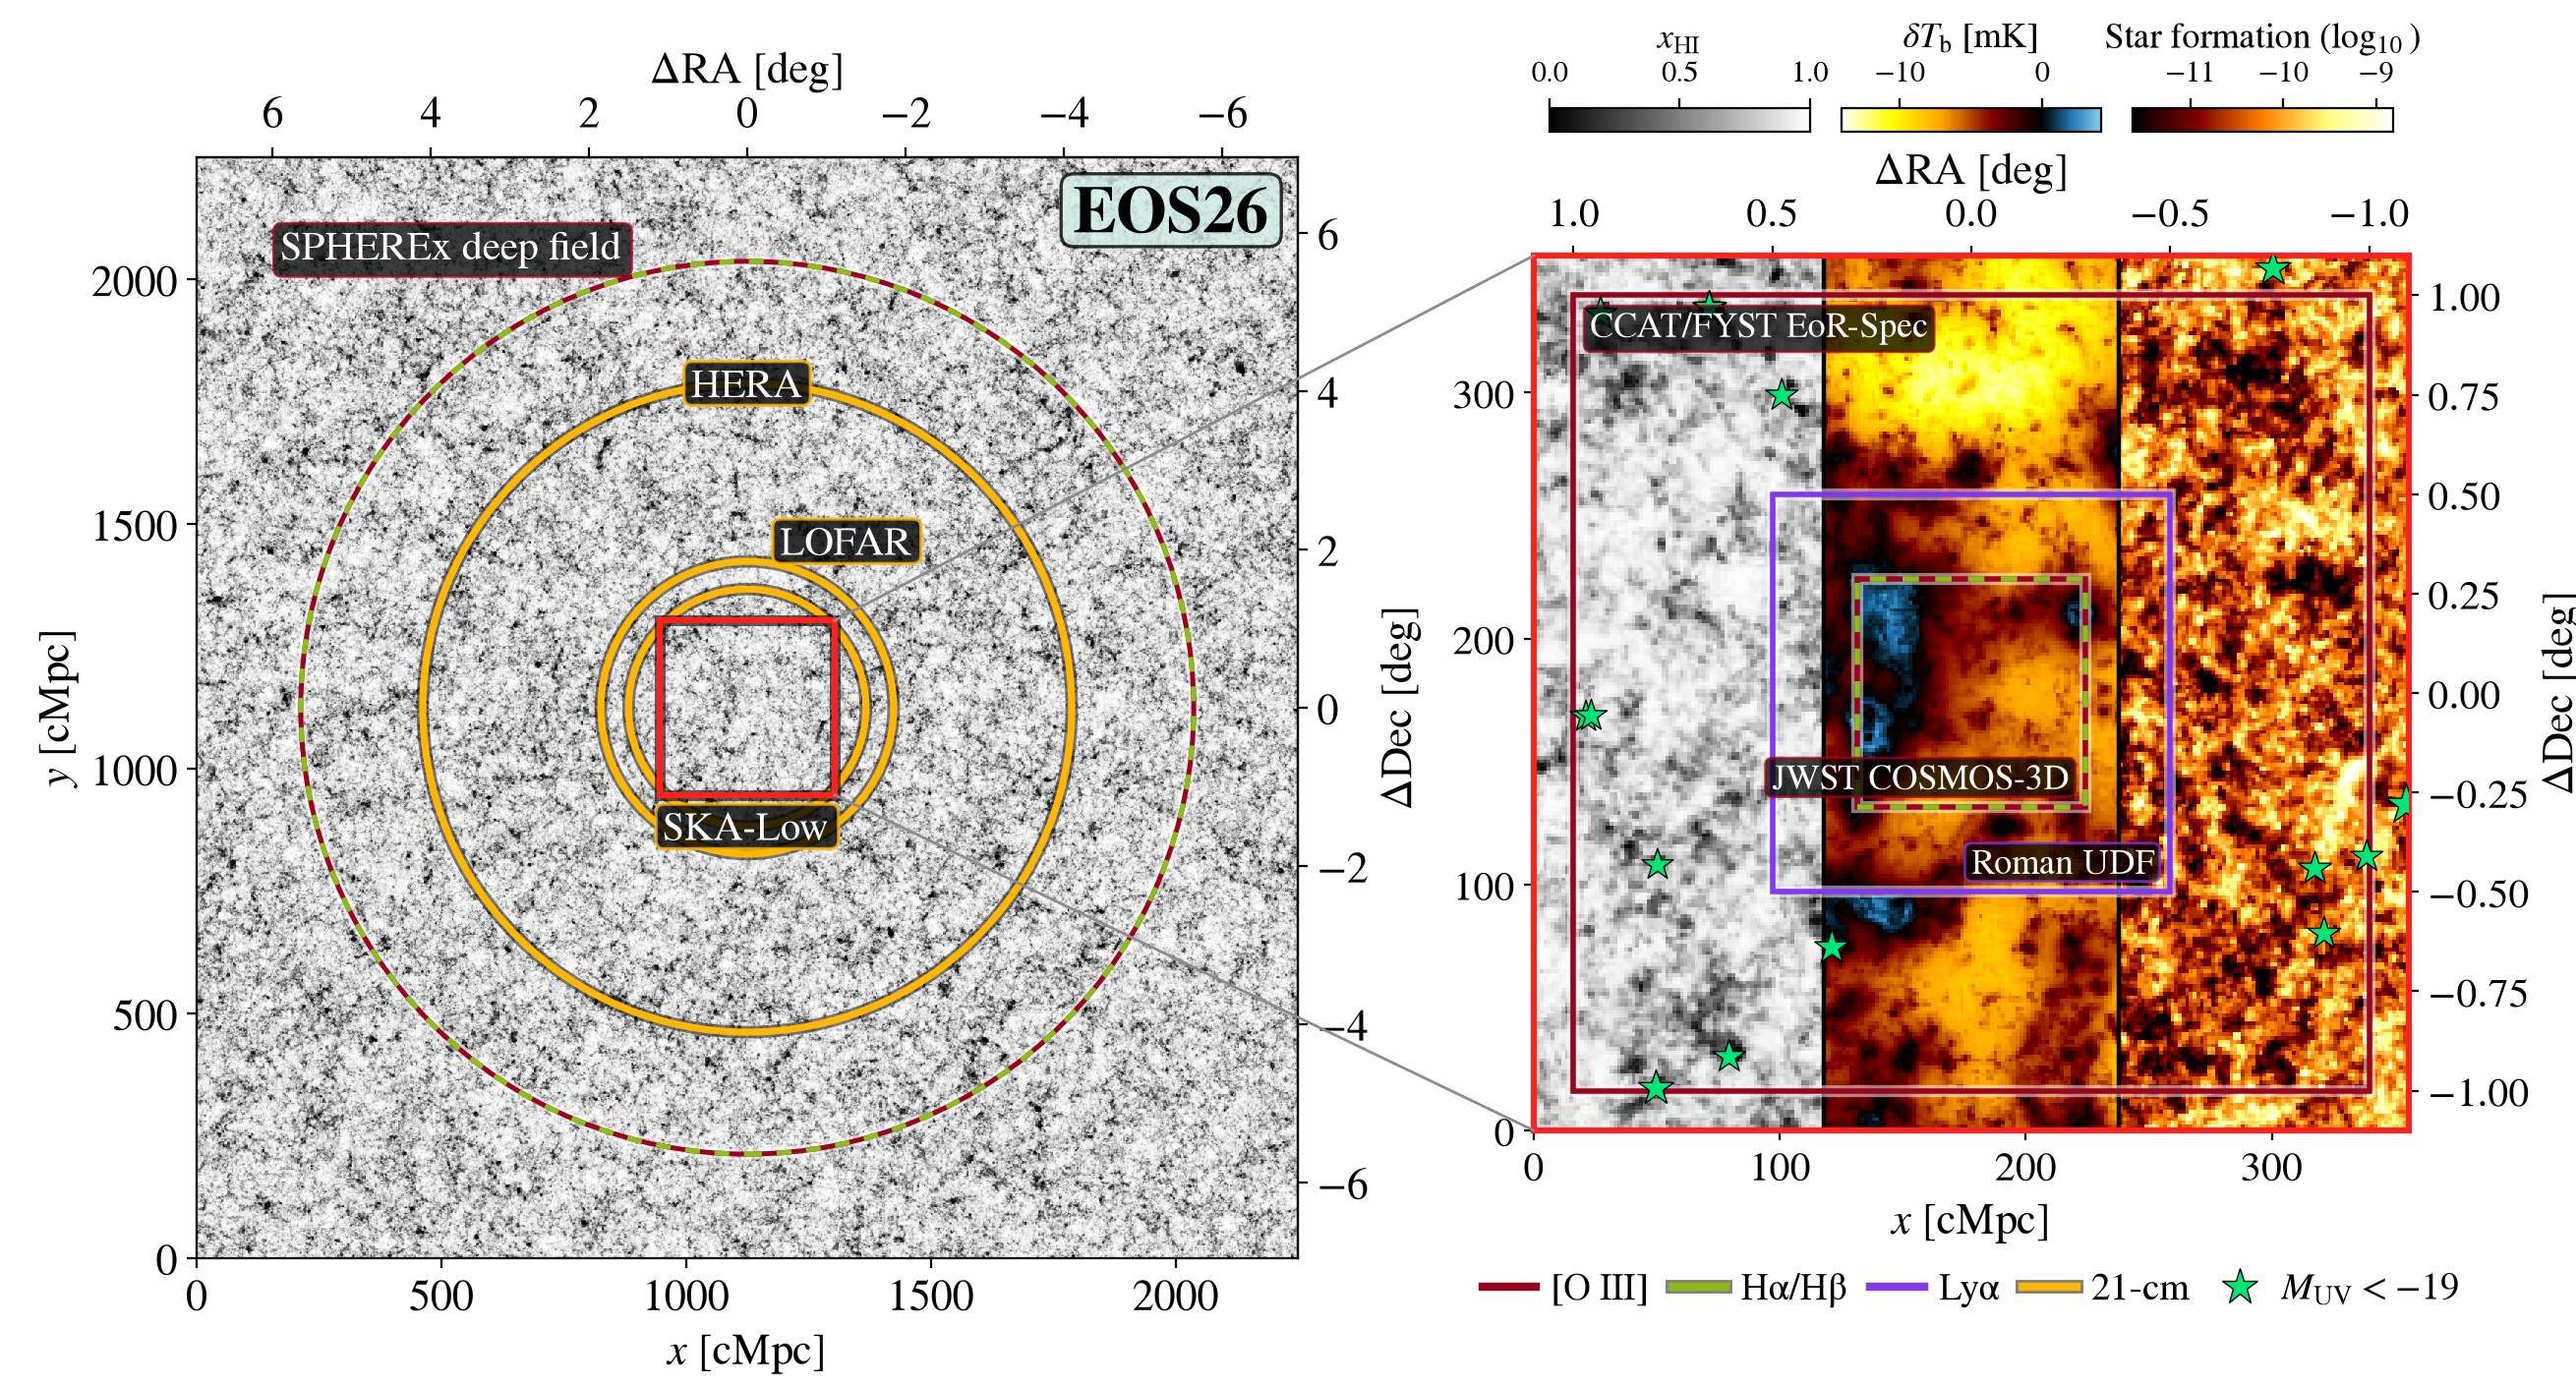 ΔRA [deg]
6 4 2 0 −2 −4 −6
EOS26
SPHEREx deep field
HERA
LOFAR
SKA-Low
y [cMpc]
2000
1500
1000
500
0
0 500 1000 1500 2000
x [cMpc]
6
4
2
0
−2
−4
−6
ΔDec [deg]
xHI
0.0 0.5 1.0
δTb [mK]
−10 0
Star formation (log10)
−11 −10 −9
ΔRA [deg]
1.0 0.5 0.0 −0.5 −1.0
CCAT/FYST EoR-Spec
JWST COSMOS-3D
Roman UDF
300
200
100
0
0 100 200 300
x [cMpc]
1.00
0.75
0.50
0.25
0.00
−0.25
−0.50
−0.75
−1.00
ΔDec [deg]
[O III] Hα/Hβ Lyα 21-cm MUV < −19